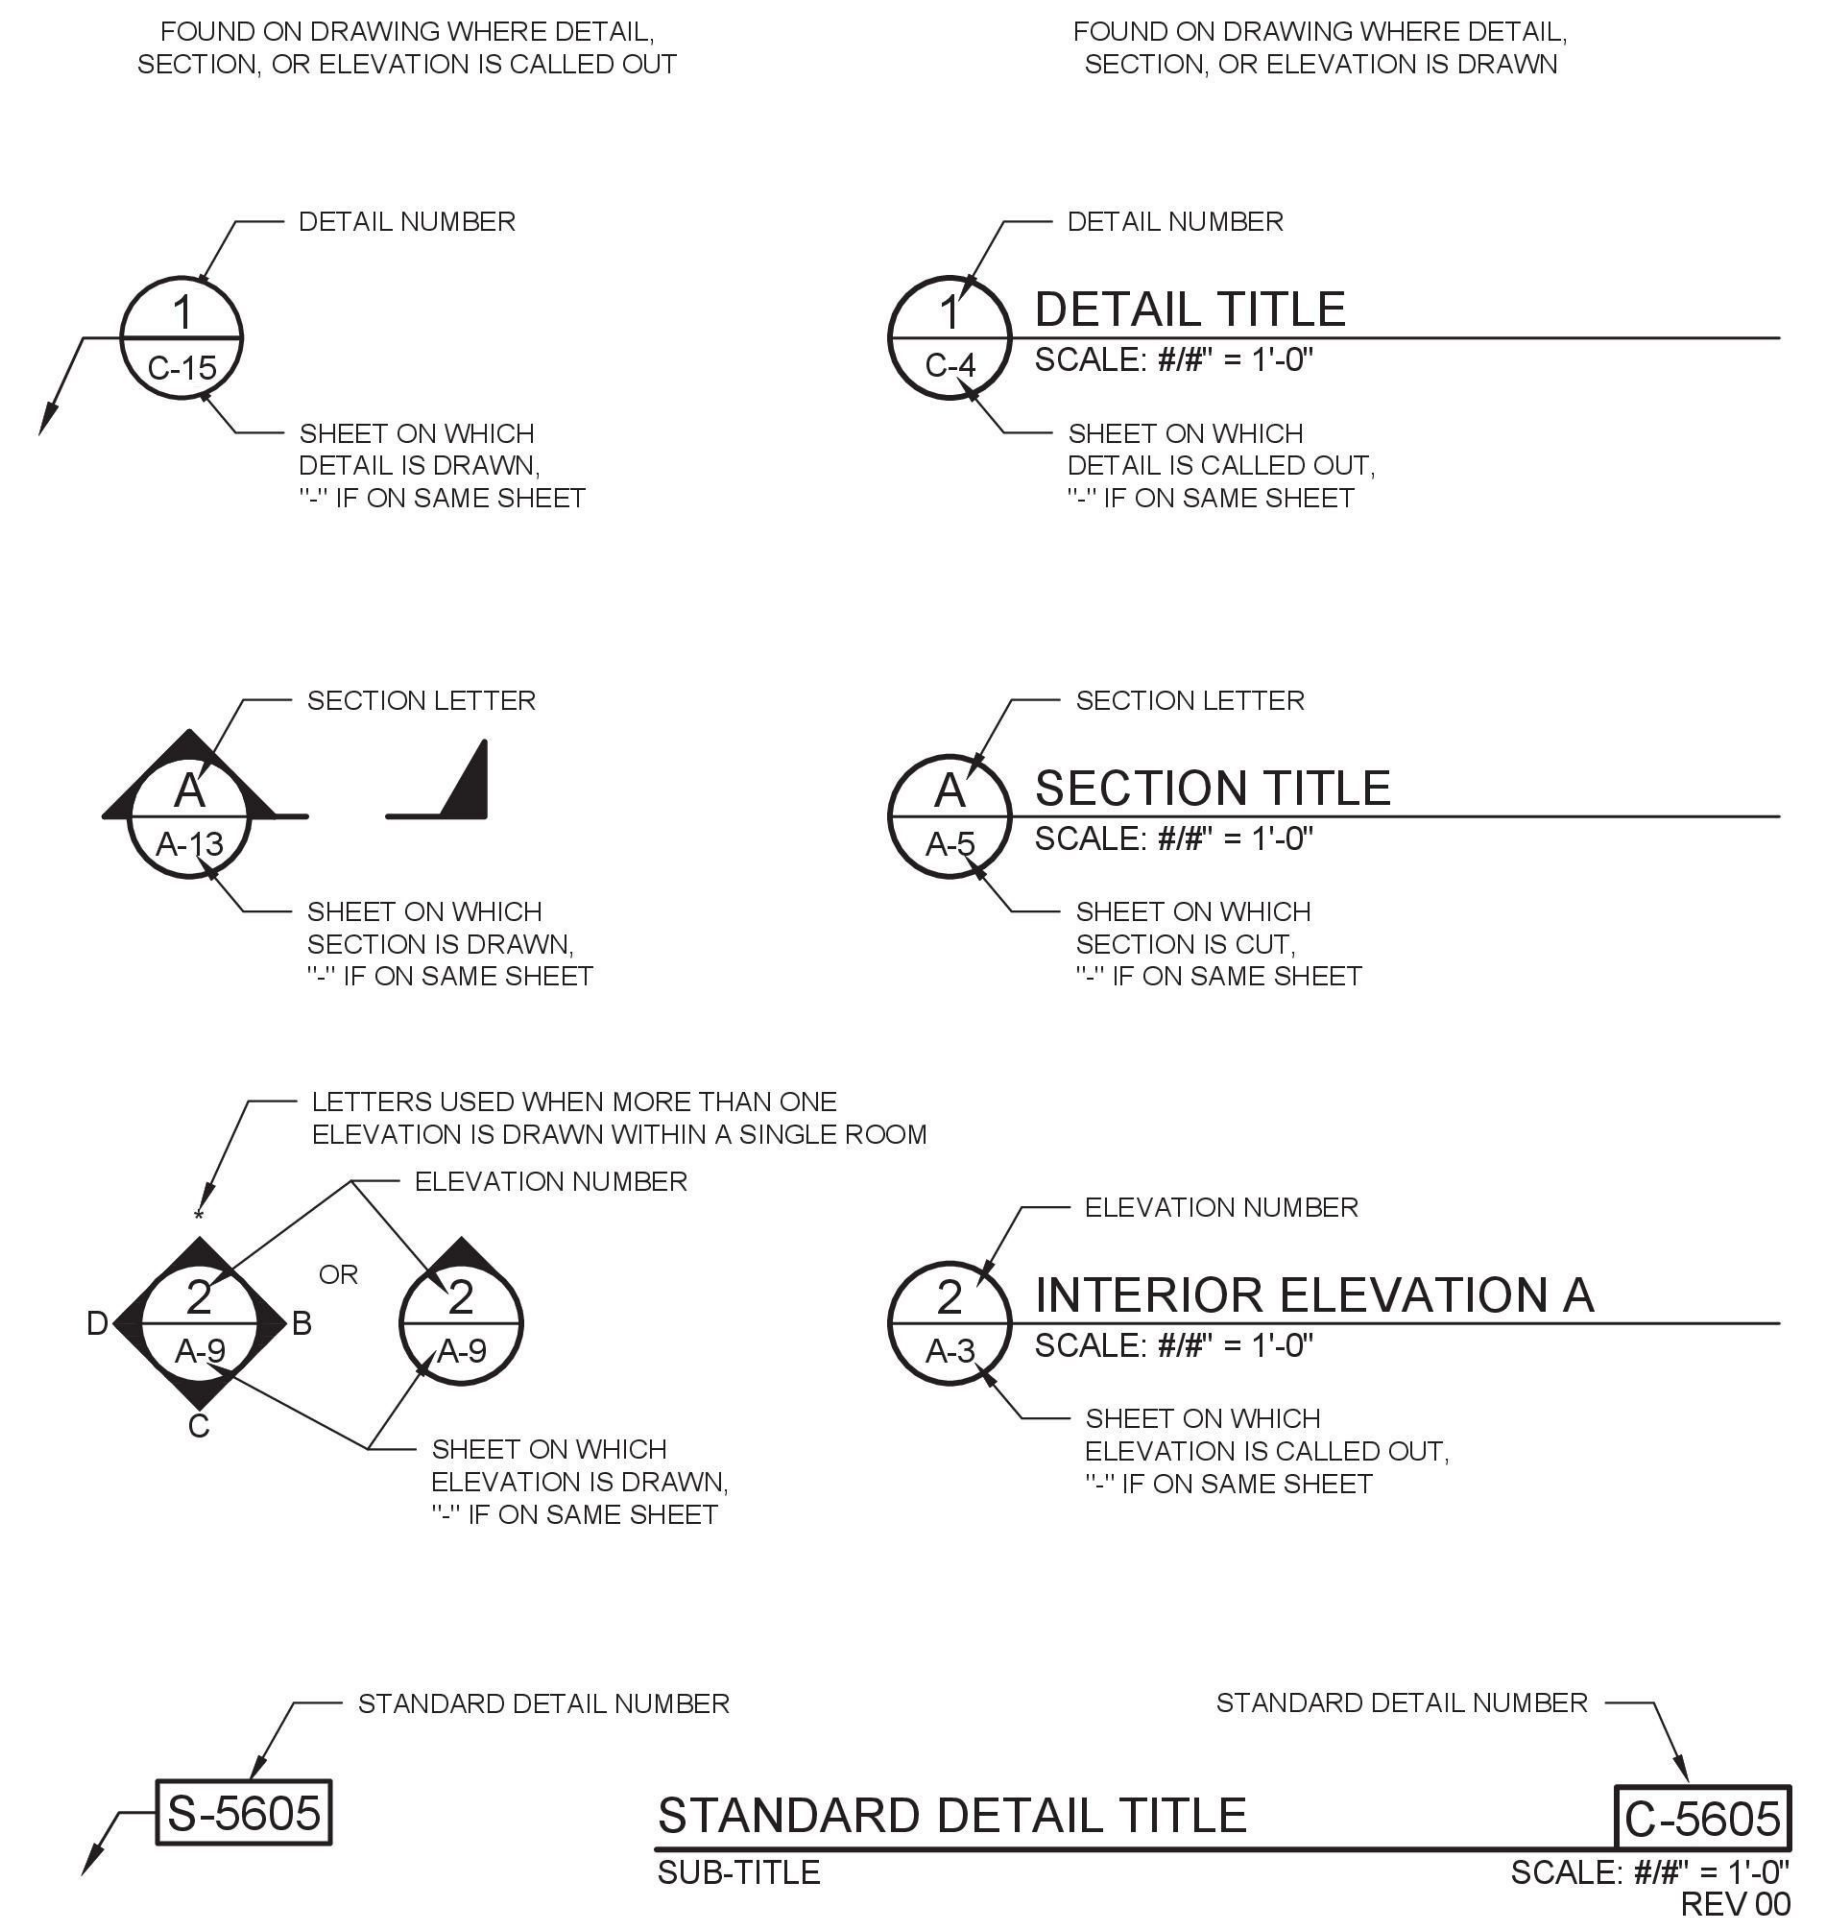 FOUND ON DRAWING WHERE DETAIL,
SECTION, OR ELEVATION IS CALLED OUT
FOUND ON DRAWING WHERE DETAIL,
SECTION, OR ELEVATION IS DRAWN
DETAIL NUMBER
1
C-15
SHEET ON WHICH
DETAIL IS DRAWN,
"-" IF ON SAME SHEET
DETAIL NUMBER
1
DETAIL TITLE
C-4
SCALE: #/#" = 1'-0"
SHEET ON WHICH
DETAIL IS CALLED OUT,
"-" IF ON SAME SHEET
SECTION LETTER
A
A-13
SHEET ON WHICH
SECTION IS DRAWN,
"-" IF ON SAME SHEET
SECTION LETTER
A
SECTION TITLE
A-5
SCALE: #/#" = 1'-0"
SHEET ON WHICH
SECTION IS CUT,
"-" IF ON SAME SHEET
LETTERS USED WHEN MORE THAN ONE
ELEVATION IS DRAWN WITHIN A SINGLE ROOM
ELEVATION NUMBER
*
2
OR
2
D
B
A-9
A-9
C
SHEET ON WHICH
ELEVATION IS DRAWN,
"-" IF ON SAME SHEET
ELEVATION NUMBER
2
INTERIOR ELEVATION A
A-3
SCALE: #/#" = 1'-0"
SHEET ON WHICH
ELEVATION IS CALLED OUT,
"-" IF ON SAME SHEET
STANDARD DETAIL NUMBER
S-5605
STANDARD DETAIL NUMBER
STANDARD DETAIL TITLE
C-5605
SUB-TITLE
SCALE: #/#" = 1'-0"
REV 00